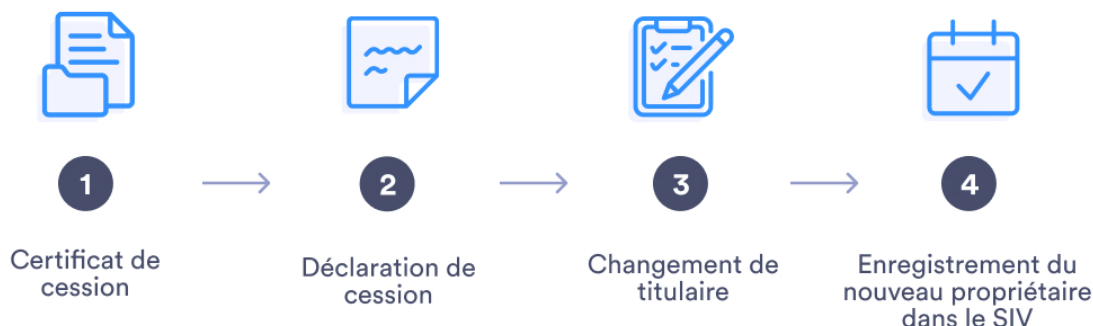 1
2
3
4
Certificat de
cession
Déclaration de
cession
Changement de
titulaire
Enregistrement du
nouveau propriétaire
dans le SIV